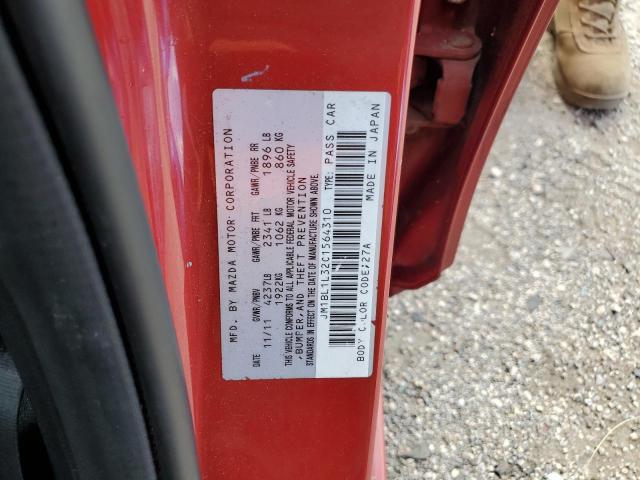 MFD. BY MAZDA MOTOR CORPORATION
DATE GVWR/PNBV GAWR/PNBE FRT GAWR/PNBE RR
11/11 4237LB 2341 LB 1896 LB
1922KG 1062 KG 860 KG
THIS VEHICLE CONFORMS TO ALL APPLICABLE FEDERAL MOTOR VEHICLE SAFETY
,BUMPER,AND THEFT PREVENTION
STANDARDS IN EFFECT ON THE DATE OF MANUFACTURE SHOWN ABOVE.
JM1BL1L32C1564310 TYPE: PASS CAR
BODY COLOR CODE:27A MADE IN JAPAN